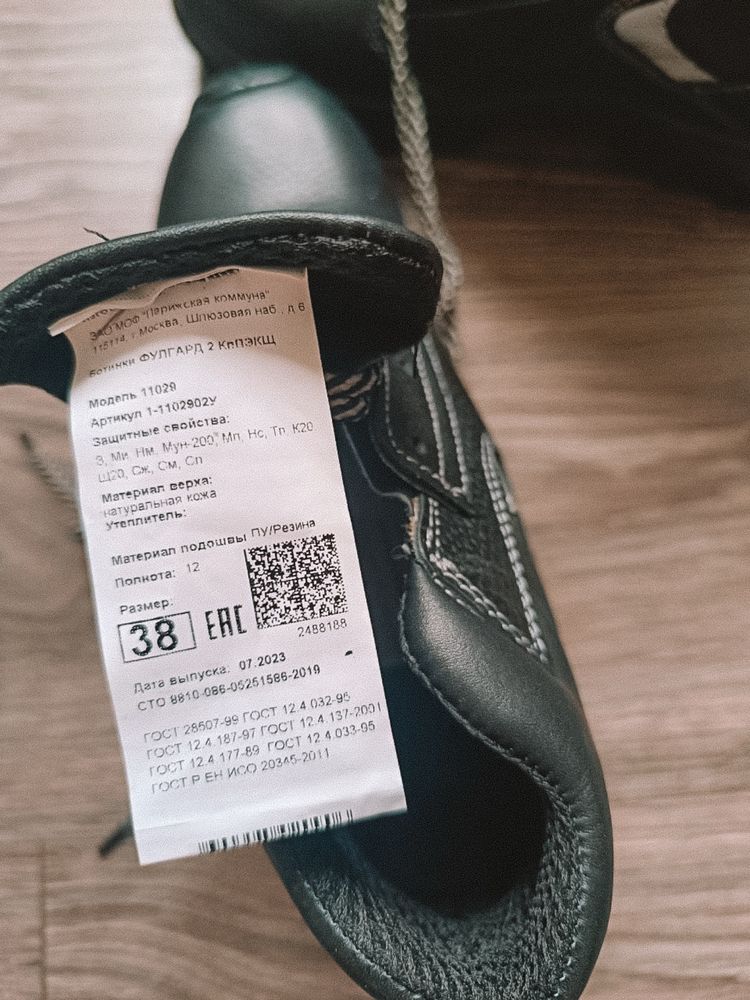 ЗАО МОФ "Парижская коммуна"
115114, г.Москва, Шлюзовая наб., д.6
Ботинки ФУЛГАРД 2 КпПЭКЩ
Модель 11029
Артикул 1-1102902У
Защитные свойства:
З, Ми, Нм, Мун-200, Мп, Нс, Тп, К20
Щ20, Сж, См, Сп
Материал верха:
натуральная кожа
Утеплитель:
Материал подошвы ПУ/Резина
Полнота: 12
Размер:
38 EAC
2488188
Дата выпуска: 07.2023
СТО 8810-086-05251586-2019
ГОСТ 28507-99 ГОСТ 12.4.032-95
ГОСТ 12.4.187-97 ГОСТ 12.4.137-2001
ГОСТ 12.4.177-89 ГОСТ 12.4.033-95
ГОСТ Р ЕН ИСО 20345-2011